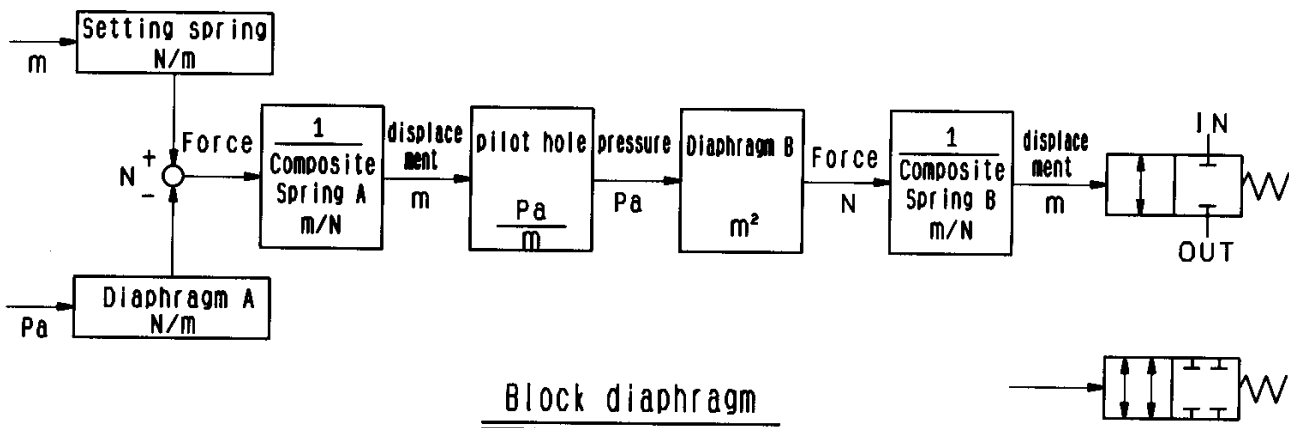 Setting spring
N/m
m
Force
N
+
-
1
Composite
Spring A
m/N
displace
ment
m
pilot hole
Pa
m
pressure
Pa
Diaphragm B
m²
Force
N
1
Composite
Spring B
m/N
displace
ment
m
IN
OUT
Diaphragm A
N/m
Pa
Block diaphragm